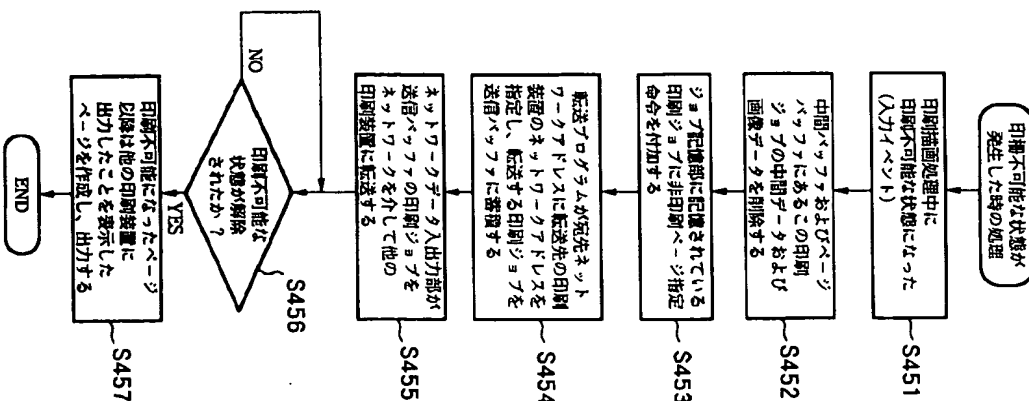 印刷不可能な状態が
発生した時の処理
印刷描画処理中に
印刷不可能な状態になった
(入力イベント)
S451
中間バッファおよびページ
バッファにあるこの印刷
ジョブの中間データおよび
画像データを削除する
S452
ジョブ記憶部に記憶されている
印刷ジョブに非印刷ページ指定
命令を付加する
S453
転送プログラムが宛先ネット
ワークアドレスに転送先の印刷
装置のネットワークアドレスを
指定し、転送する印刷ジョブを
送信バッファに蓄積する
S454
ネットワークデータ入出力部が
送信バッファの印刷ジョブを
ネットワークを介して他の
印刷装置に転送する
S455
印刷不可能な
状態が解除
されたか?
S456
NO
YES
印刷不可能になったページ
以降は他の印刷装置に
出力したことを表示した
ページを作成し、出力する
S457
END